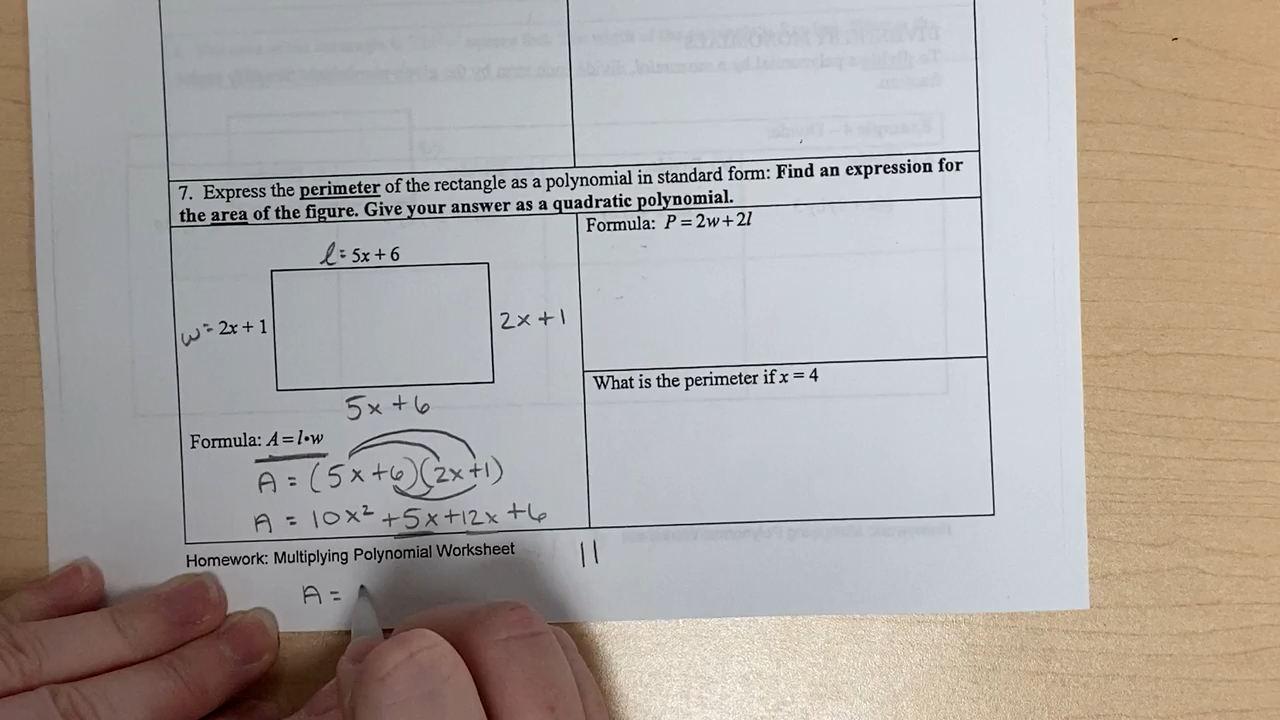 7. Express the perimeter of the rectangle as a polynomial in standard form: Find an expression for
the area of the figure. Give your answer as a quadratic polynomial.
l = 5x + 6
w = 2x + 1
2x + 1
5x + 6
Formula: A = l•w
A = (5x+6)(2x+1)
A = 10x² +5x+12x +6
Formula: P = 2w + 2l
What is the perimeter if x = 4
Homework: Multiplying Polynomial Worksheet
11
A =